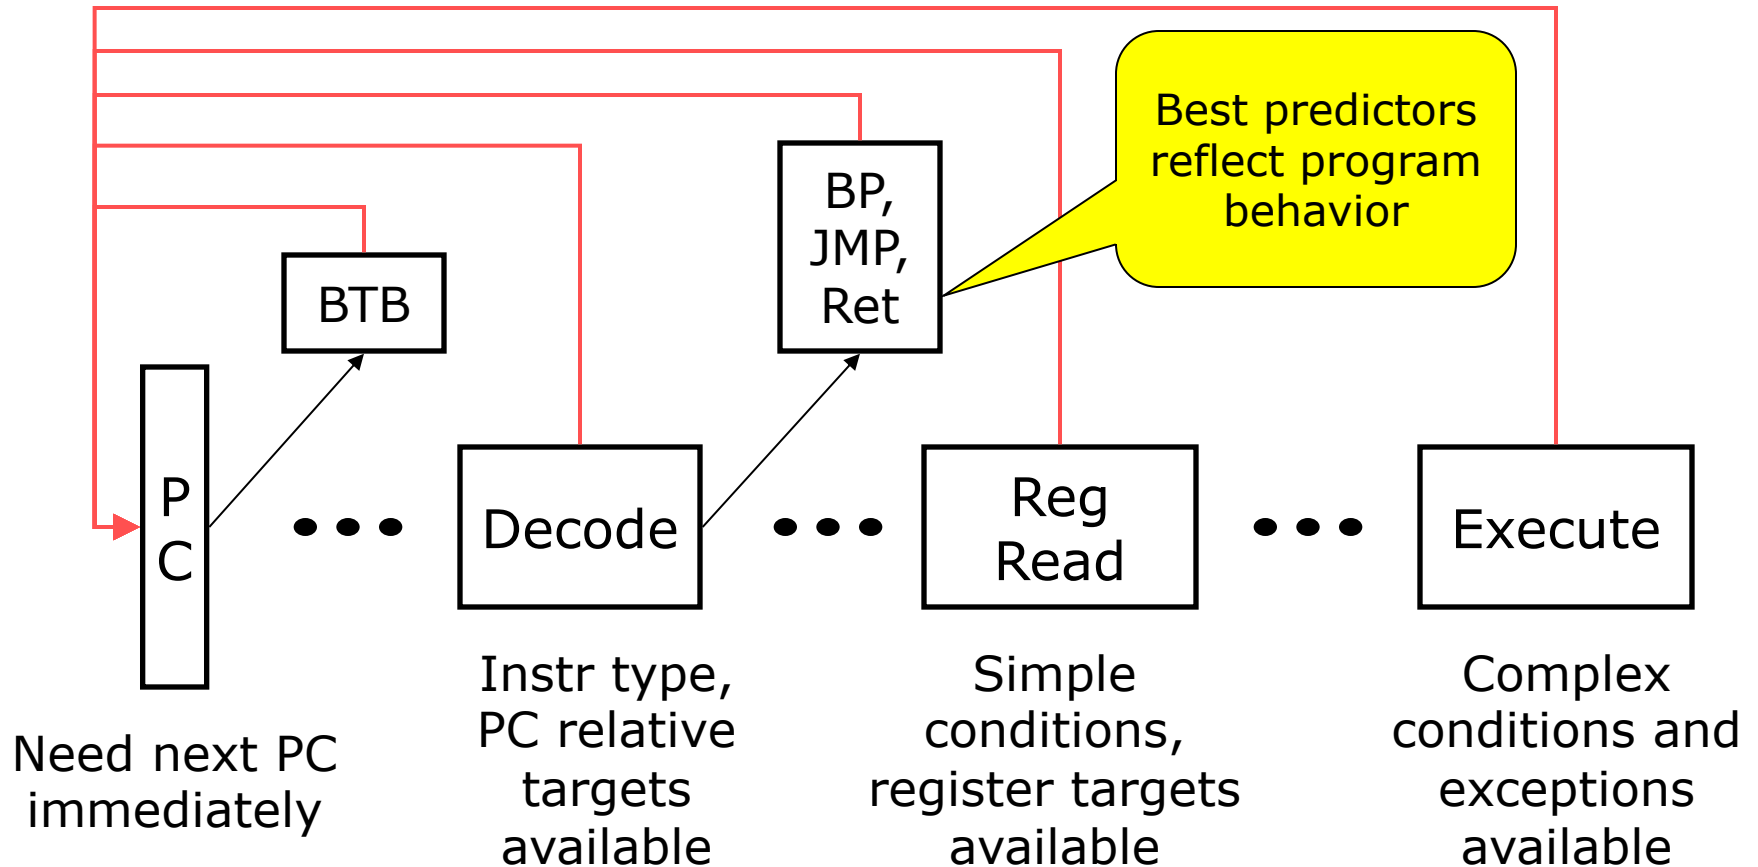 Best predictors
reflect program
behavior
BP,
JMP,
Ret
BTB
P
C
Decode
Reg
Read
Execute
Need next PC
immediately
Instr type,
PC relative
targets
available
Simple
conditions,
register targets
available
Complex
conditions and
exceptions
available